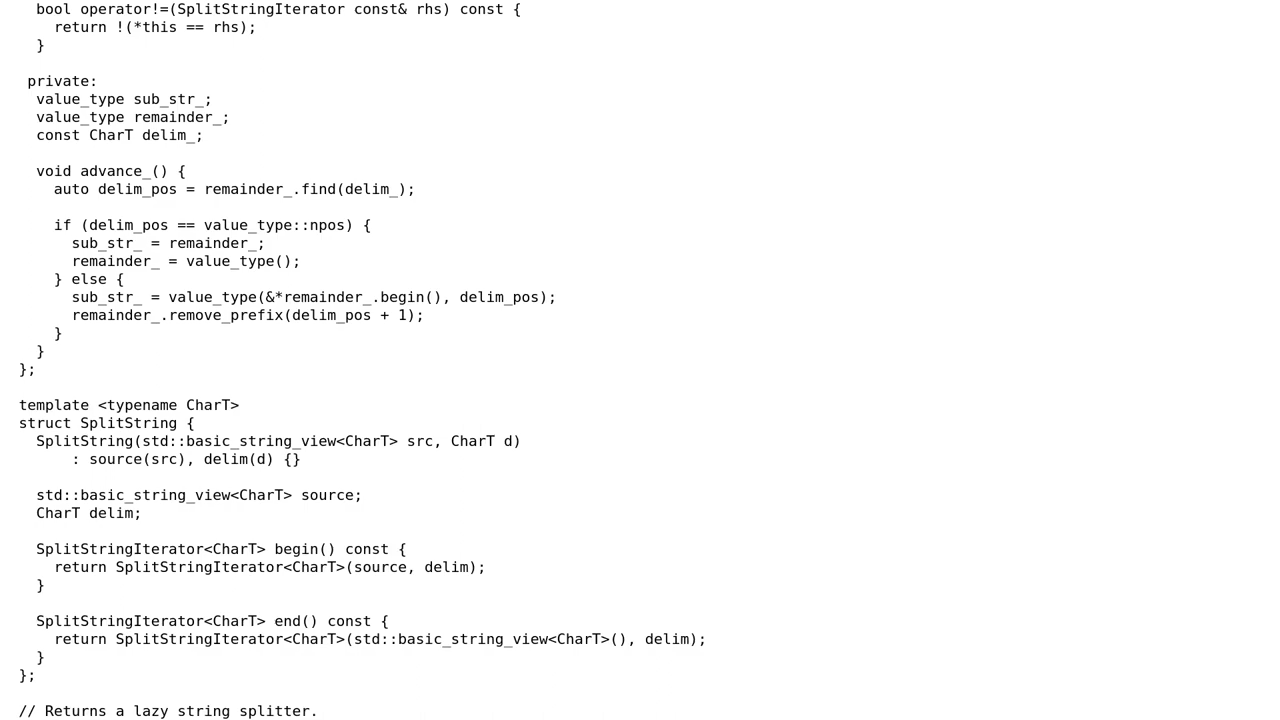 bool operator!=(SplitStringIterator const& rhs) const {
return !(*this == rhs);
}
private:
value_type sub_str_;
value_type remainder_;
const CharT delim_;
void advance_() {
auto delim_pos = remainder_.find(delim_);
if (delim_pos == value_type::npos) {
sub_str_ = remainder_;
remainder_ = value_type();
} else {
sub_str_ = value_type(&*remainder_.begin(), delim_pos);
remainder_.remove_prefix(delim_pos + 1);
}
}
};
template <typename CharT>
struct SplitString {
SplitString(std::basic_string_view<CharT> src, CharT d)
: source(src), delim(d) {}
std::basic_string_view<CharT> source;
CharT delim;
SplitStringIterator<CharT> begin() const {
return SplitStringIterator<CharT>(source, delim);
}
SplitStringIterator<CharT> end() const {
return SplitStringIterator<CharT>(std::basic_string_view<CharT>(), delim);
}
};
// Returns a lazy string splitter.